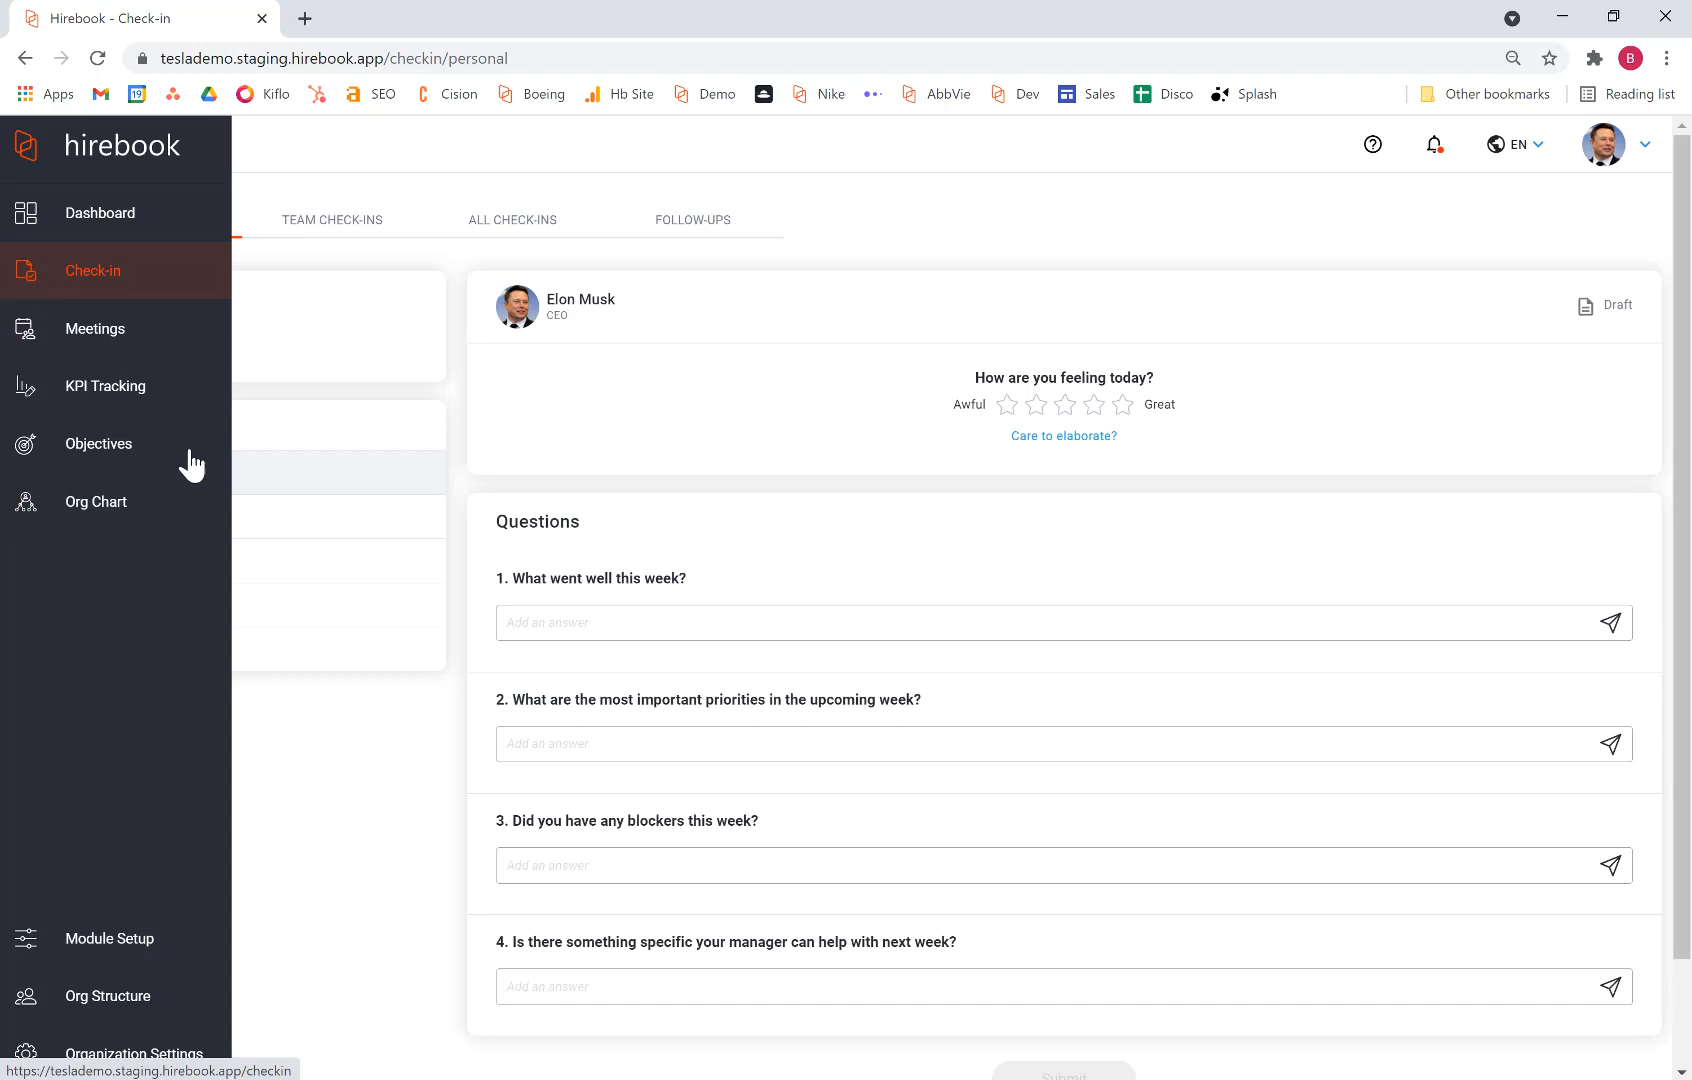 Hirebook - Check-in
teslademo.staging.hirebook.app/checkin/personal
B
Apps
19
Kiflo
SEO
Cision
Boeing
Hb Site
Demo
Nike
AbbVie
Dev
Sales
Disco
Splash
Other bookmarks
Reading list
hirebook
EN
Dashboard
TEAM CHECK-INS
ALL CHECK-INS
FOLLOW-UPS
Check-in
Elon Musk
CEO
Draft
Meetings
How are you feeling today?
KPI Tracking
Awful
Great
Care to elaborate?
Objectives
Org Chart
Questions
1. What went well this week?
Add an answer
2. What are the most important priorities in the upcoming week?
Add an answer
3. Did you have any blockers this week?
Add an answer
Module Setup
4. Is there something specific your manager can help with next week?
Add an answer
Org Structure
Organization Settings
https://teslademo.staging.hirebook.app/checkin
Submit